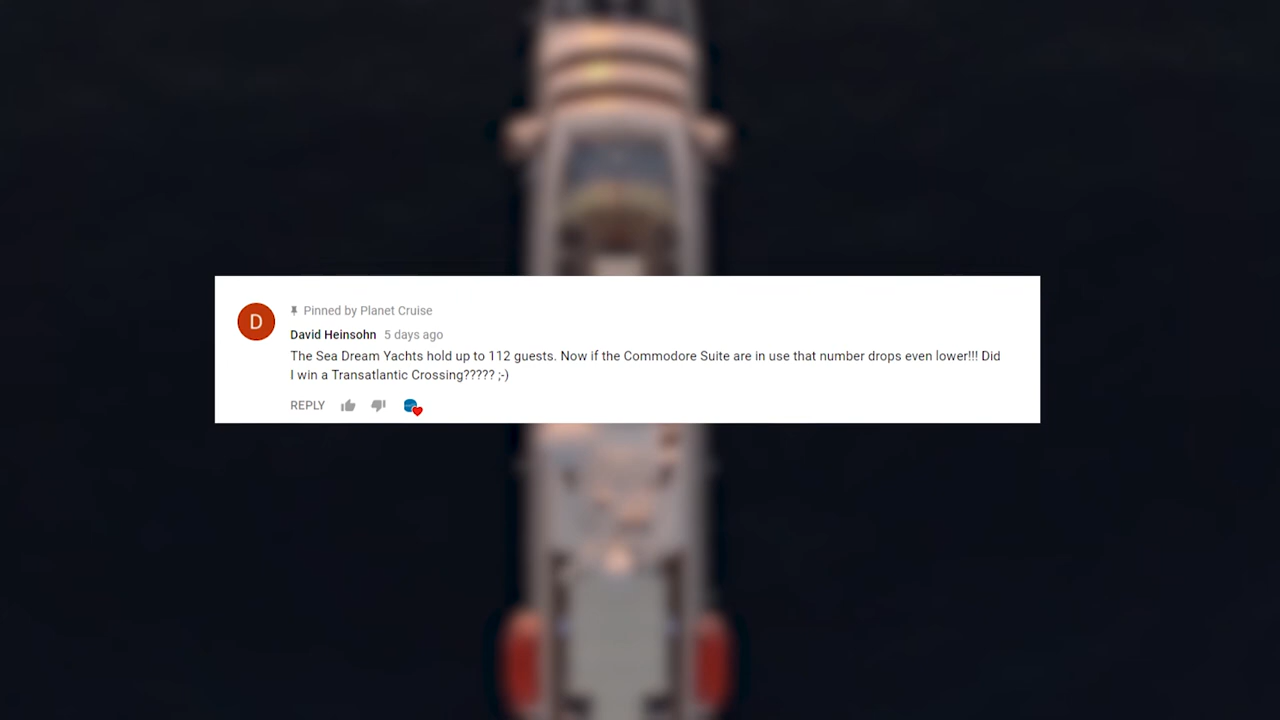 D
Pinned by Planet Cruise
David Heinsohn 5 days ago
The Sea Dream Yachts hold up to 112 guests. Now if the Commodore Suite are in use that number drops even lower!!! Did
I win a Transatlantic Crossing????? ;-)
REPLY